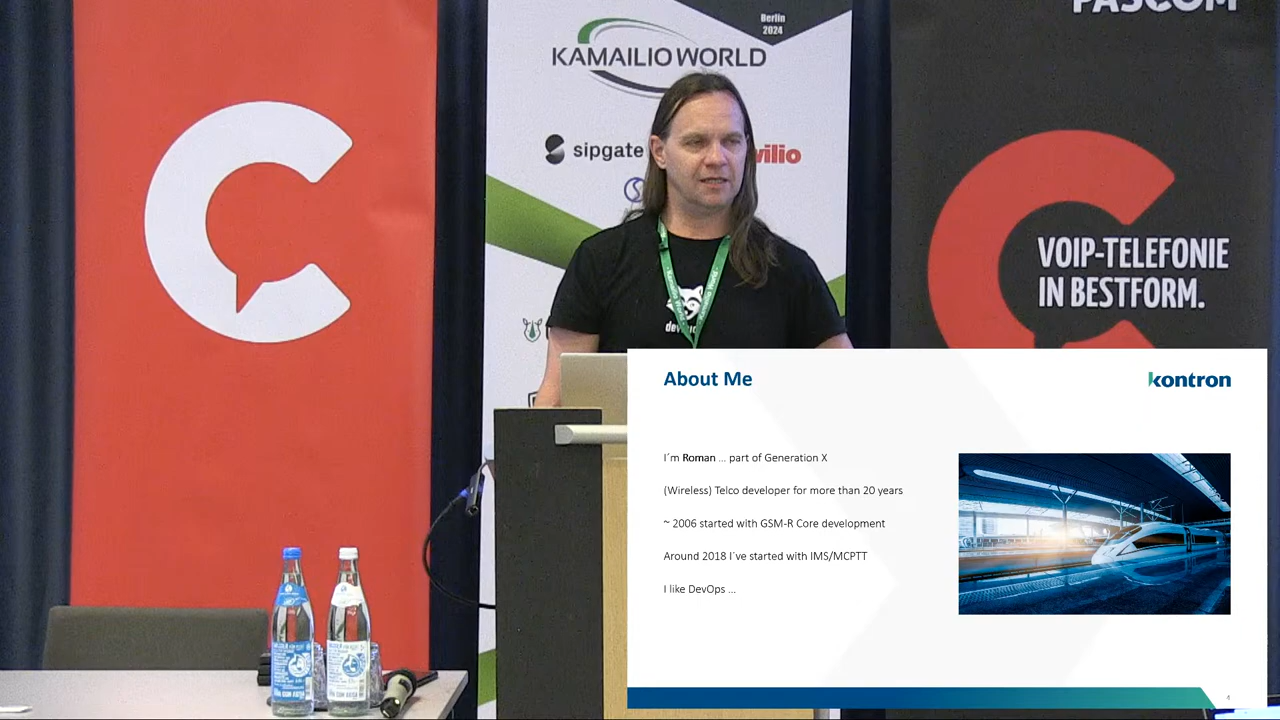 PASCOM
Berlin
2024
KAMAILIO WORLD
sipgate
VOIP-TELEFONIE
IN BESTFORM.
About Me
kontron
I´m Roman ... part of Generation X
(Wireless) Telco developer for more than 20 years
~ 2006 started with GSM-R Core development
Around 2018 I´ve started with IMS/MCPTT
I like DevOps ...
4